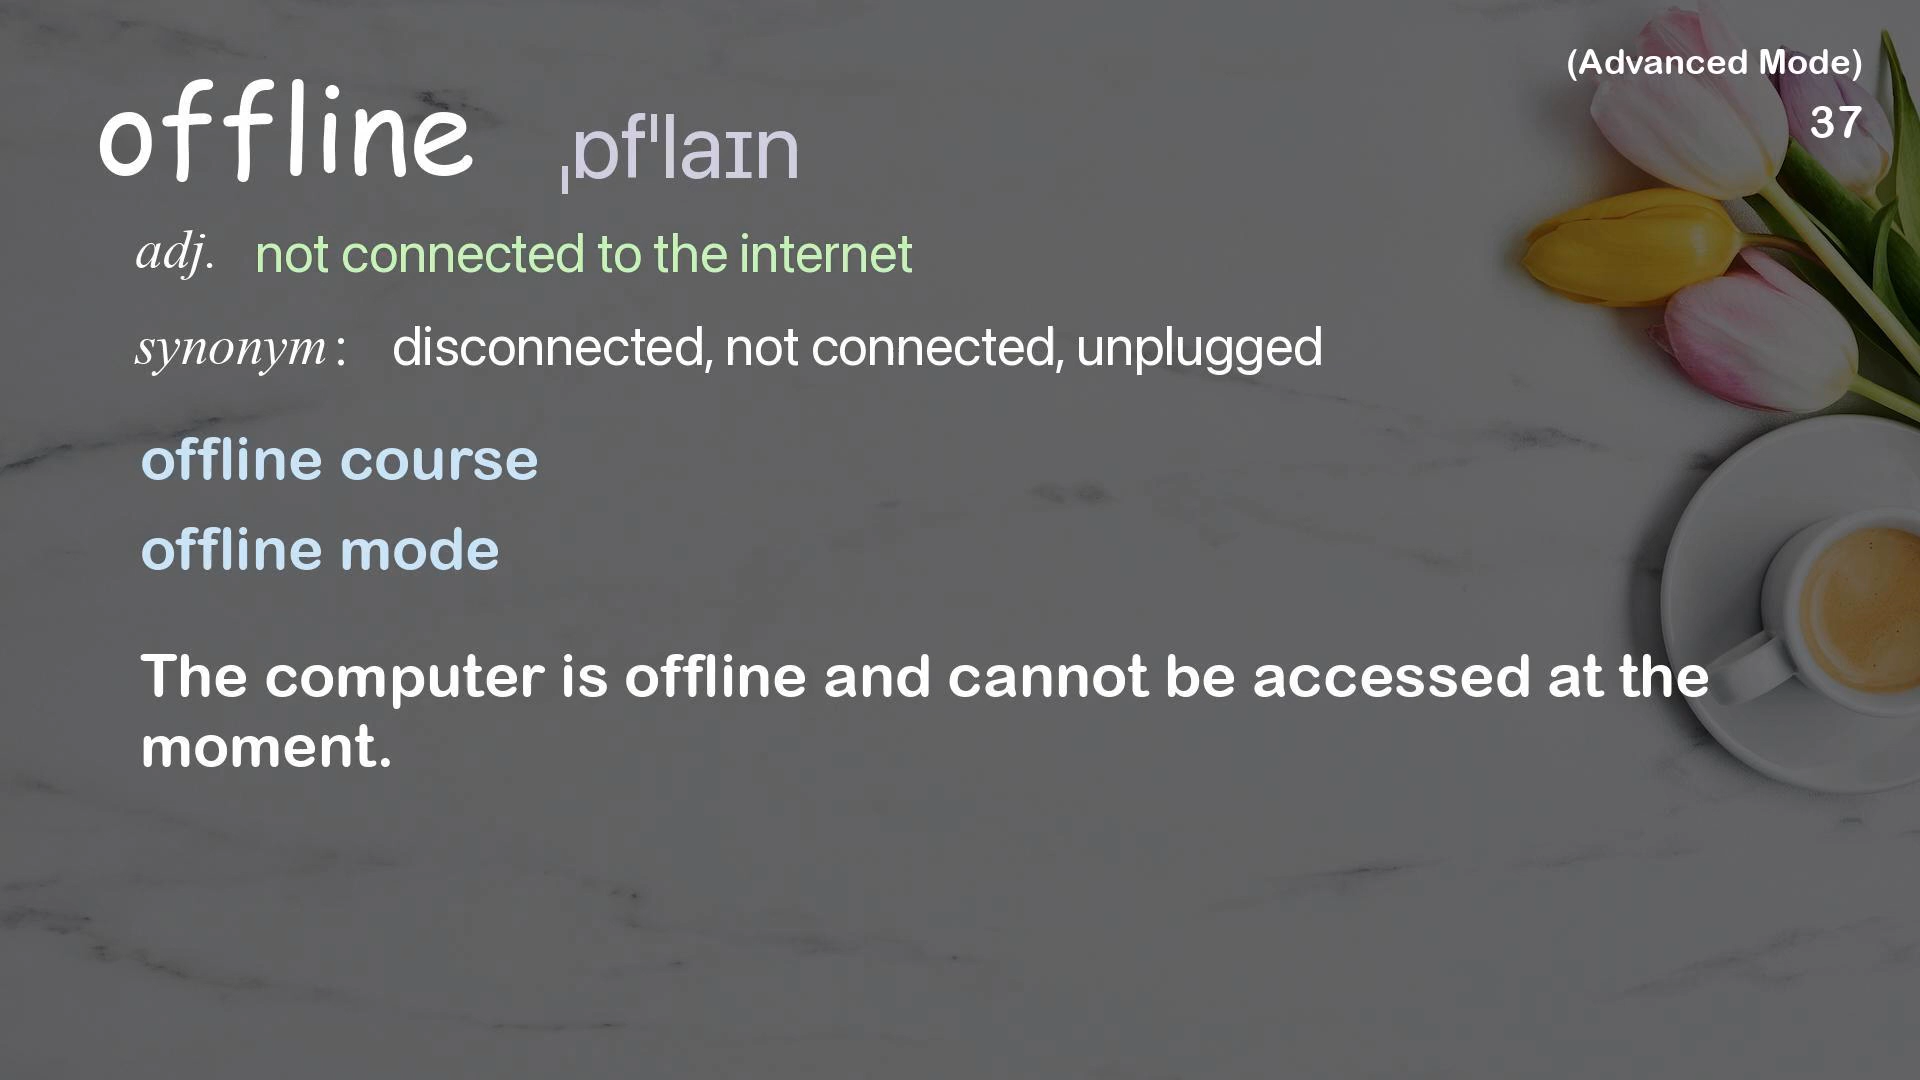 (Advanced Mode)
37
offline ˌɒfˈlaɪn
adj. not connected to the internet
synonym: disconnected, not connected, unplugged
offline course
offline mode
The computer is offline and cannot be accessed at the
moment.